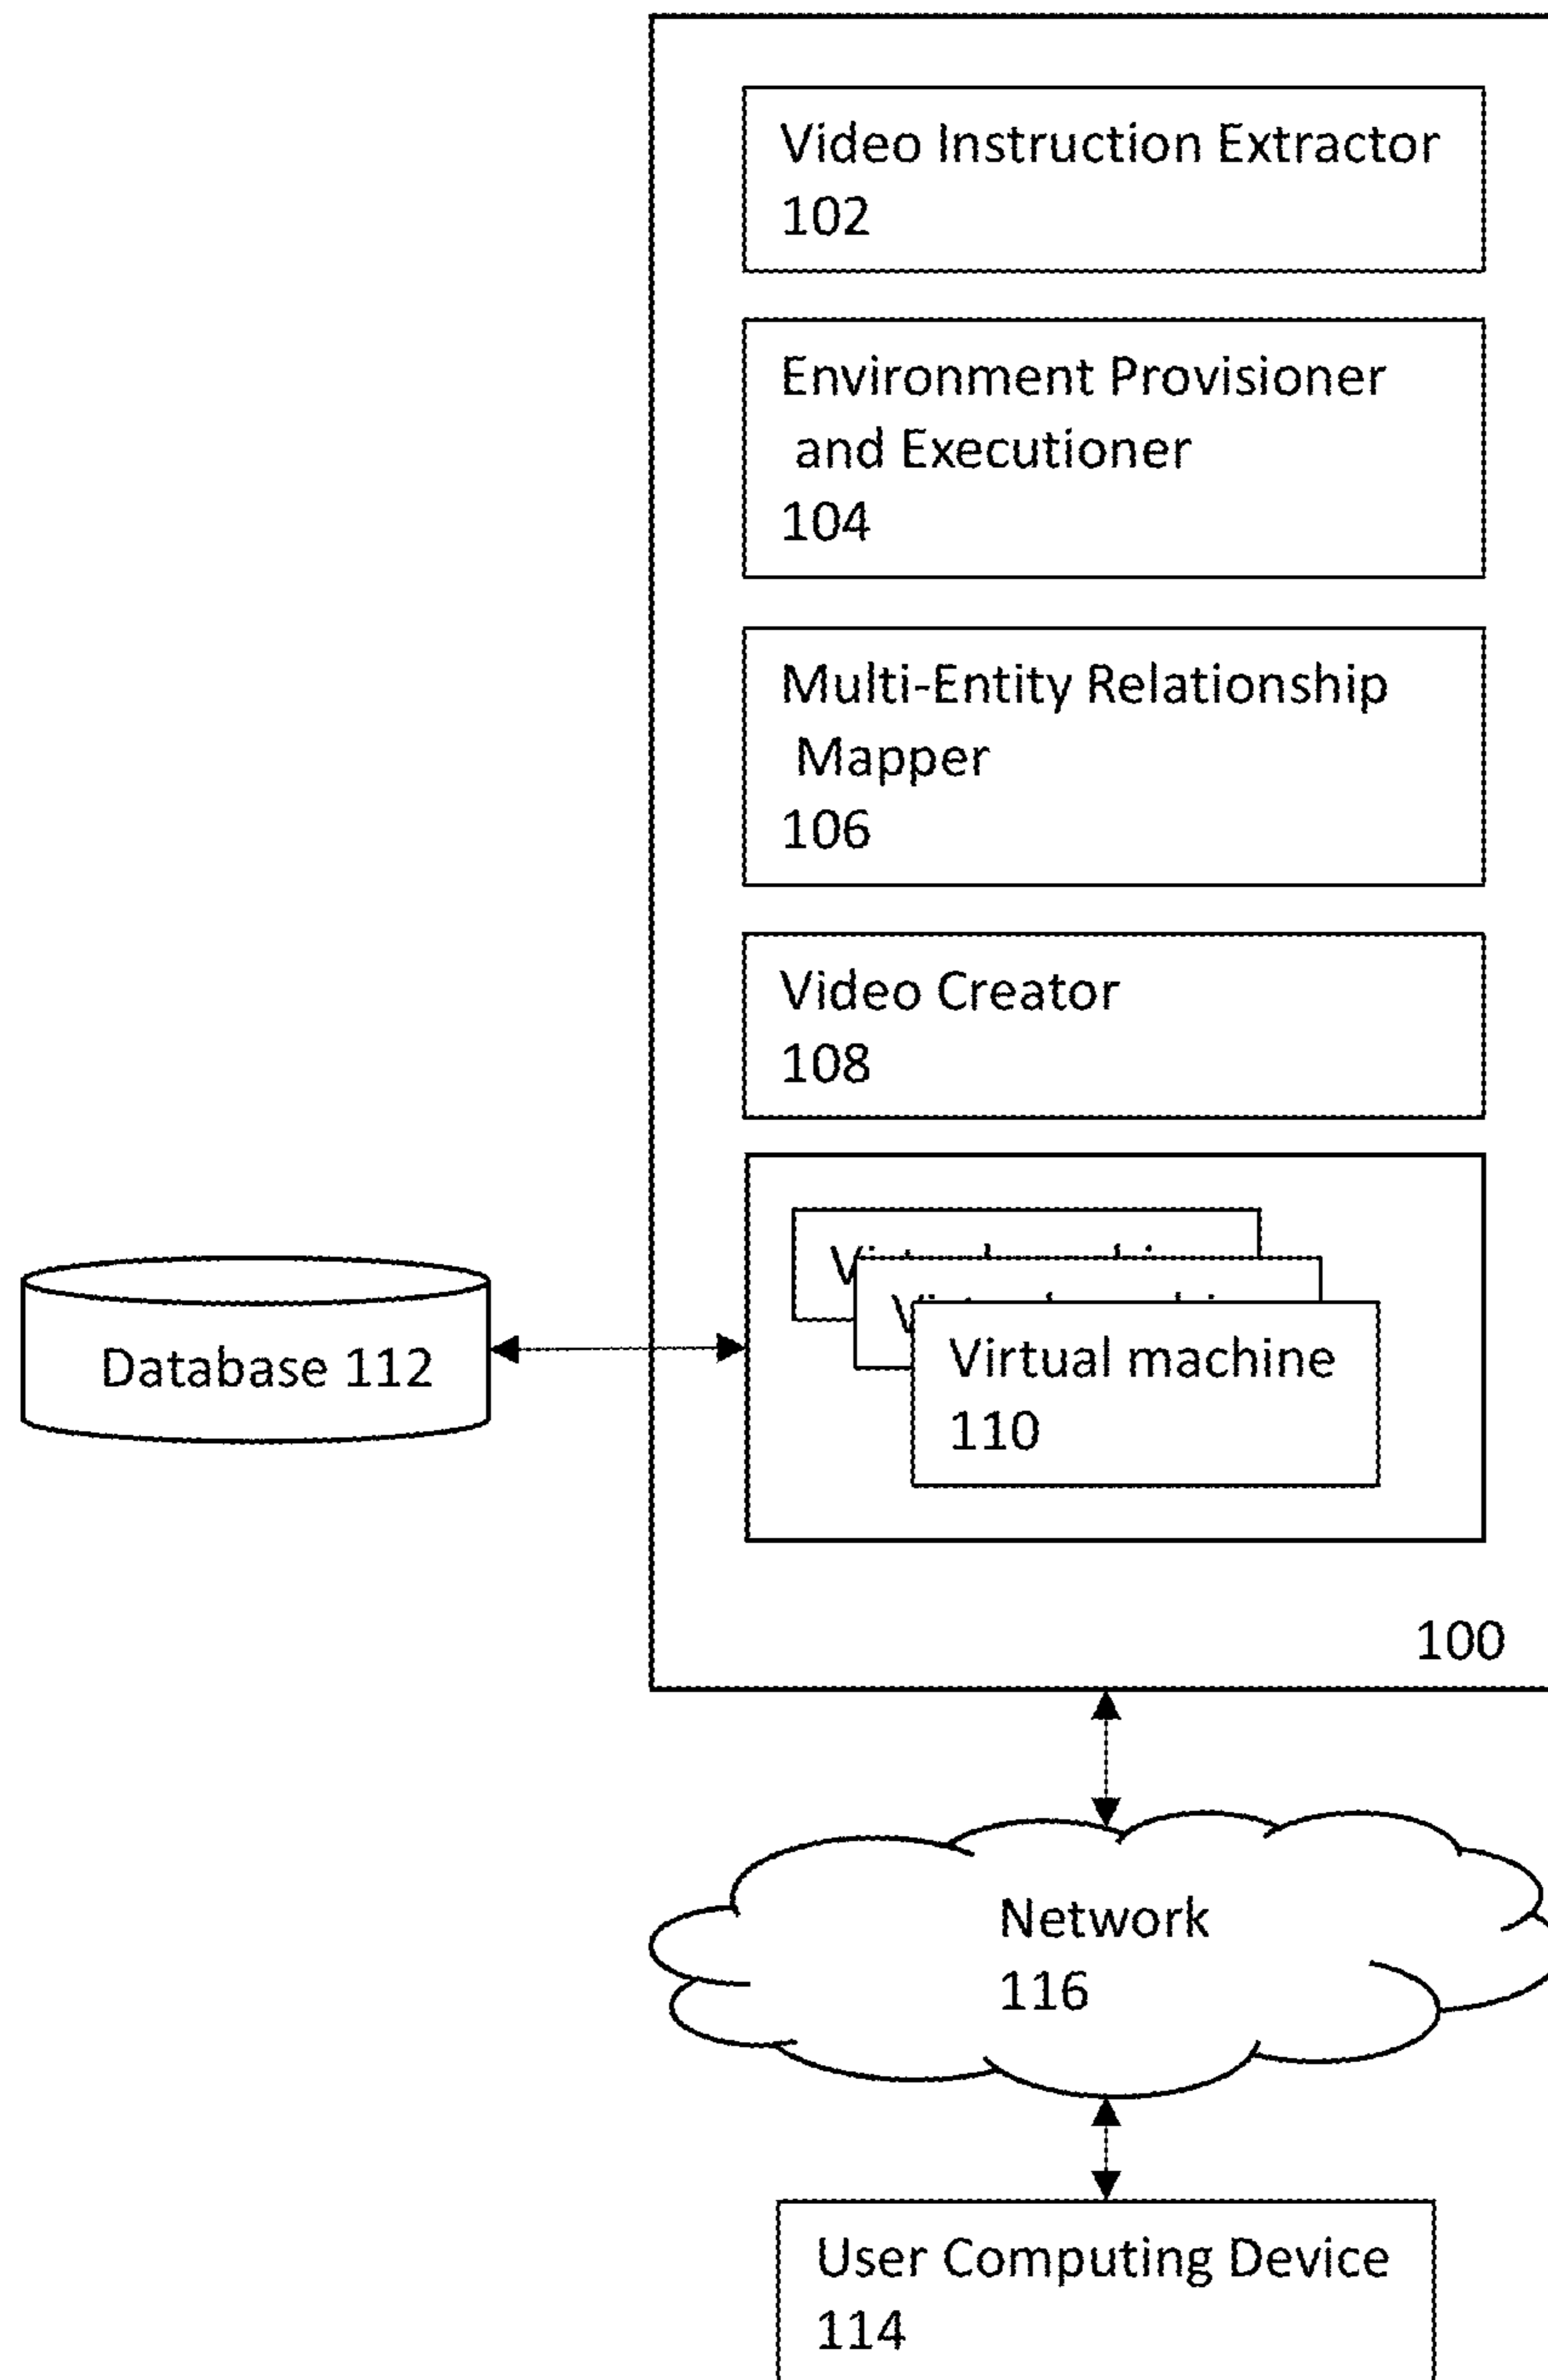 Video Instruction Extractor
102
Environment Provisioner
and Executioner
104
Multi-Entity Relationship
Mapper
106
Video Creator
108
Virtual machine
110
Database 112
100
Network
116
User Computing Device
114